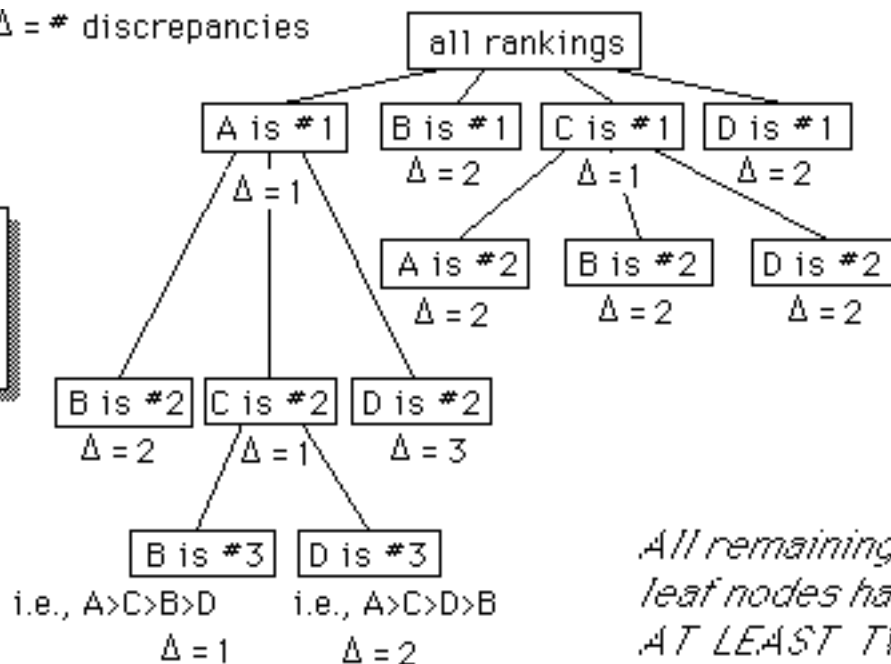 Δ = # discrepancies
all rankings
A is #1
B is #1
C is #1
D is #1
Δ = 1
Δ = 2
Δ = 1
Δ = 2
A is #2
B is #2
D is #2
Δ = 2
Δ = 2
Δ = 2
B is #2
C is #2
D is #2
Δ = 2
Δ = 1
Δ = 3
B is #3
D is #3
i.e., A>C>B>D
i.e., A>C>D>B
Δ = 1
Δ = 2
All remaining
leaf nodes
AT LEAST